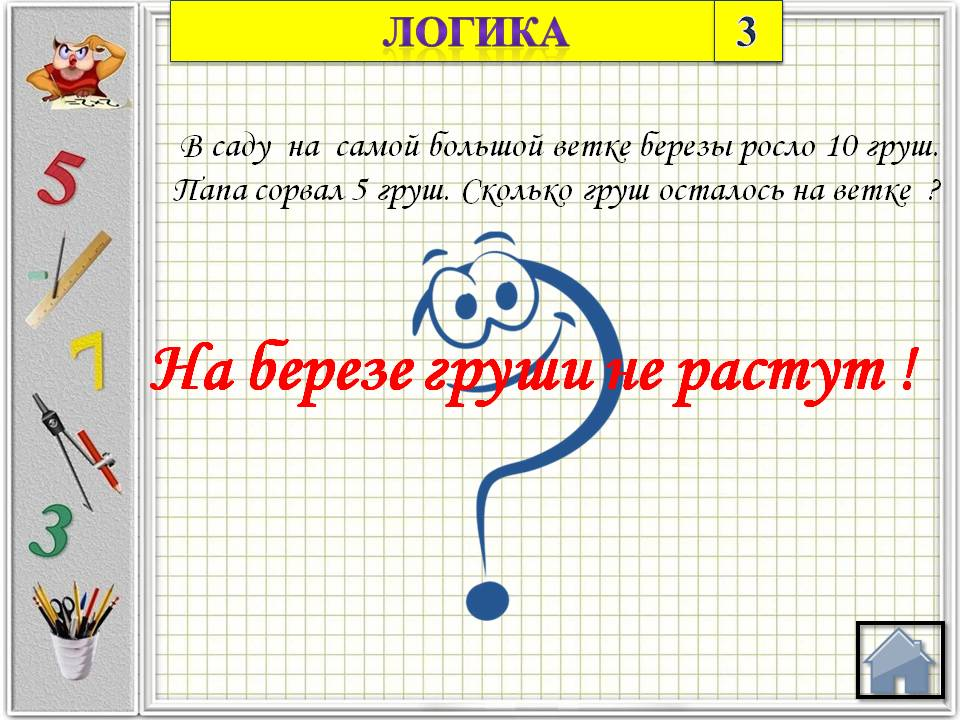 ЛОГИКА 3
В саду на самой большой ветке березы росло 10 груш.
Папа сорвал 5 груш. Сколько груш осталось на ветке ?
На березе груши не растут !
5
7
3